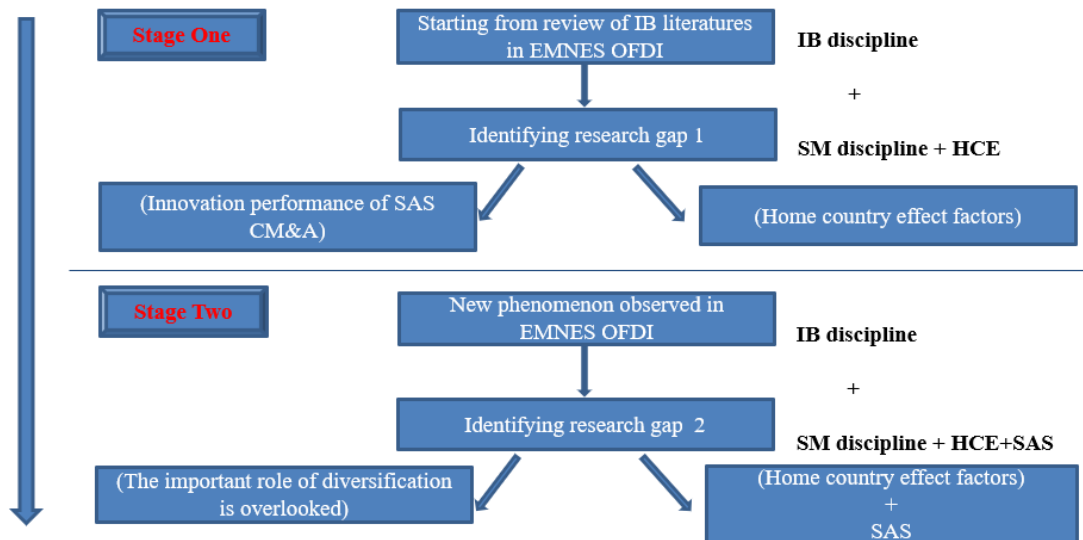 Stage One
Starting from review of IB literatures
in EMNES OFDI
IB discipline
+
Identifying research gap 1
SM discipline + HCE
(Innovation performance of SAS
CM&A)
(Home country effect factors)
Stage Two
New phenomenon observed in
EMNES OFDI
IB discipline
+
Identifying research gap 2
SM discipline + HCE+SAS
(The important role of diversification
is overlooked)
(Home country effect factors)
+
SAS